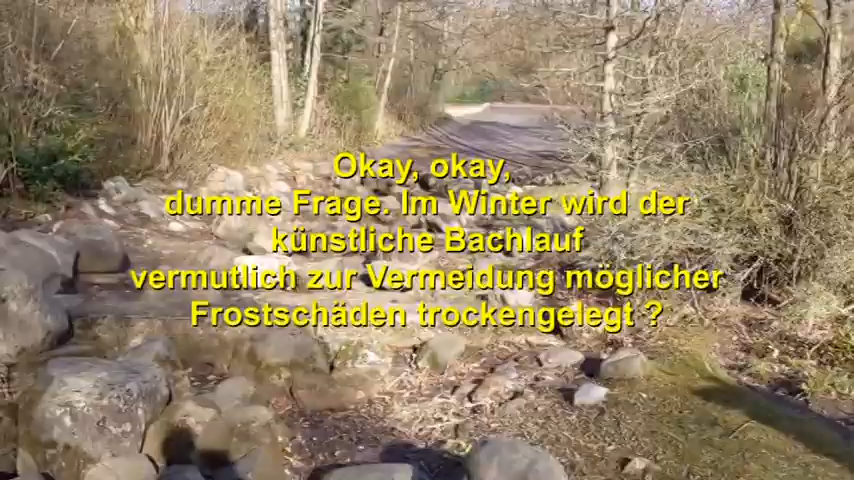 Okay, okay,
dumme Frage. Im Winter wird der
künstliche Bachlauf
vermutlich zur Vermeidung möglicher
Frostschäden trockengelegt ?